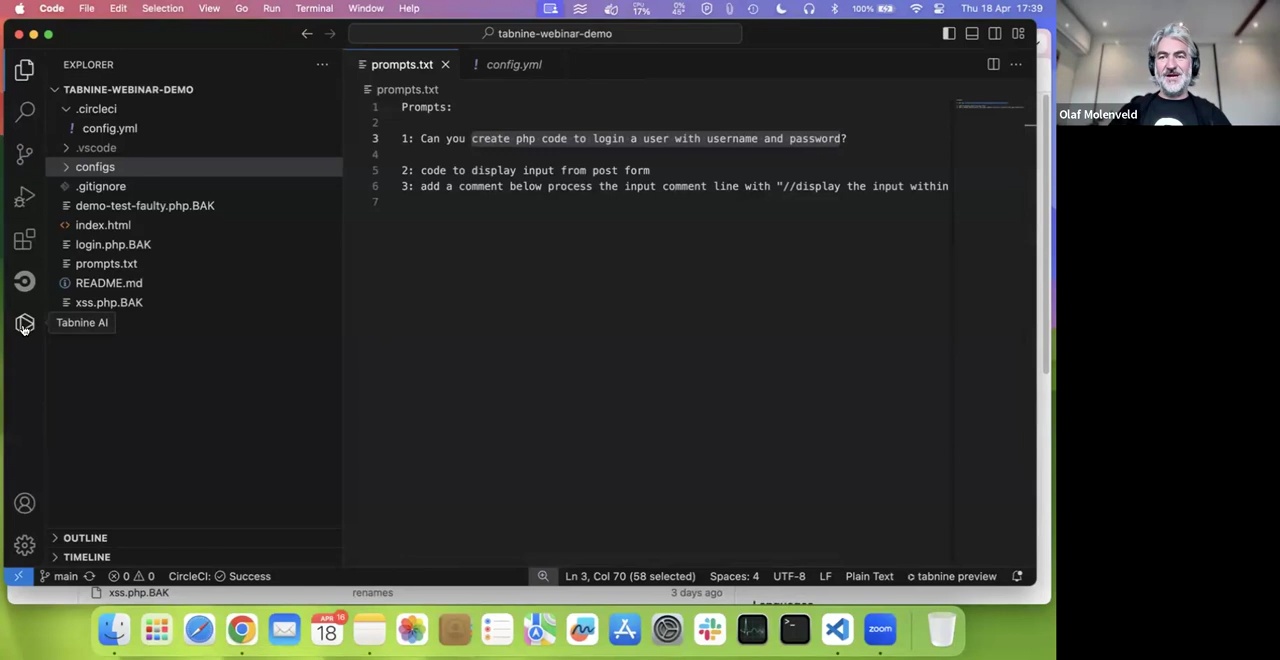 Code File Edit Selection View Go Run Terminal Window Help CPU 17% 0% 45° 100% Thu 18 Apr 17:39
tabnine-webinar-demo
EXPLORER
prompts.txt
config.yml
TABNINE-WEBINAR-DEMO
prompts.txt
.circleci
config.yml
.vscode
configs
.gitignore
demo-test-faulty.php.BAK
index.html
login.php.BAK
prompts.txt
README.md
xss.php.BAK
Tabnine AI
1 Prompts:
2
3 1: Can you create php code to login a user with username and password?
4
5 2: code to display input from post form
6 3: add a comment below process the input comment line with "//display the input within
7
OUTLINE
TIMELINE
main 0 0 CircleCI: Success Ln 3, Col 70 (58 selected) Spaces: 4 UTF-8 LF Plain Text tabnine preview
xss.php.BAK renames 3 days ago
APR 16
18
zoom
Olaf Molenveld